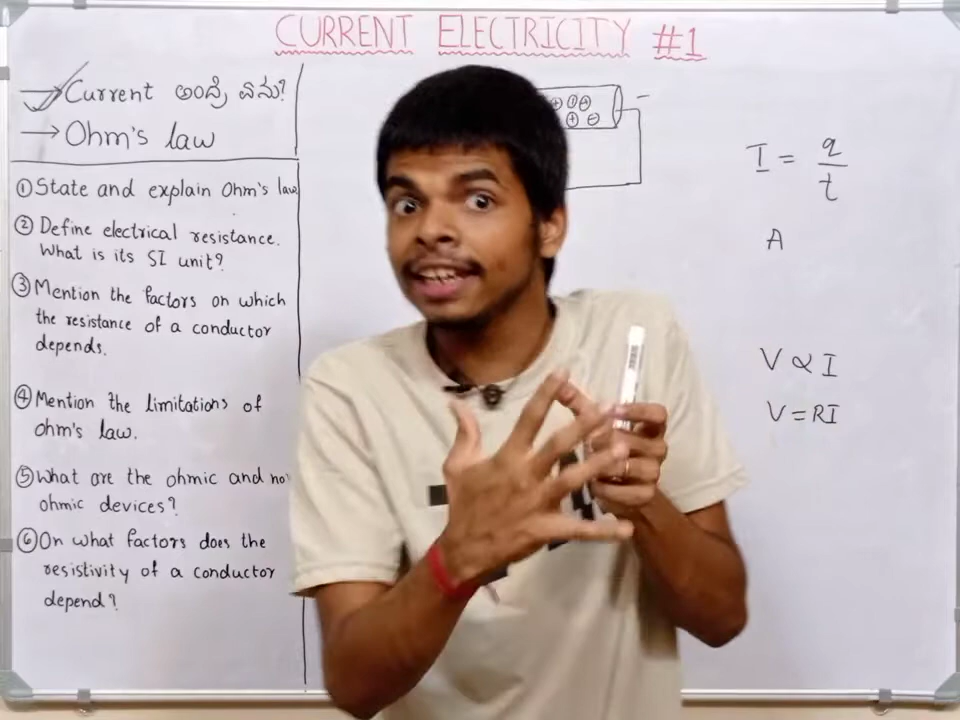 CURRENT ELECTRICITY #1
→ Current ಅಂದ್ರೆ ಏನು?
→ Ohm's law
① State and explain Ohm's law
② Define electrical resistance.
What is its SI unit?
③ Mention the factors on which
the resistance of a conductor
depends.
④ Mention the limitations of
ohm's law.
⑤ What are the ohmic and no
ohmic devices?
⑥ On what factors does the
resistivity of a conductor
depend?
⊕ ⊕ ⊖
⊕ ⊖
−
I = q/t
A
V ∝ I
V = RI